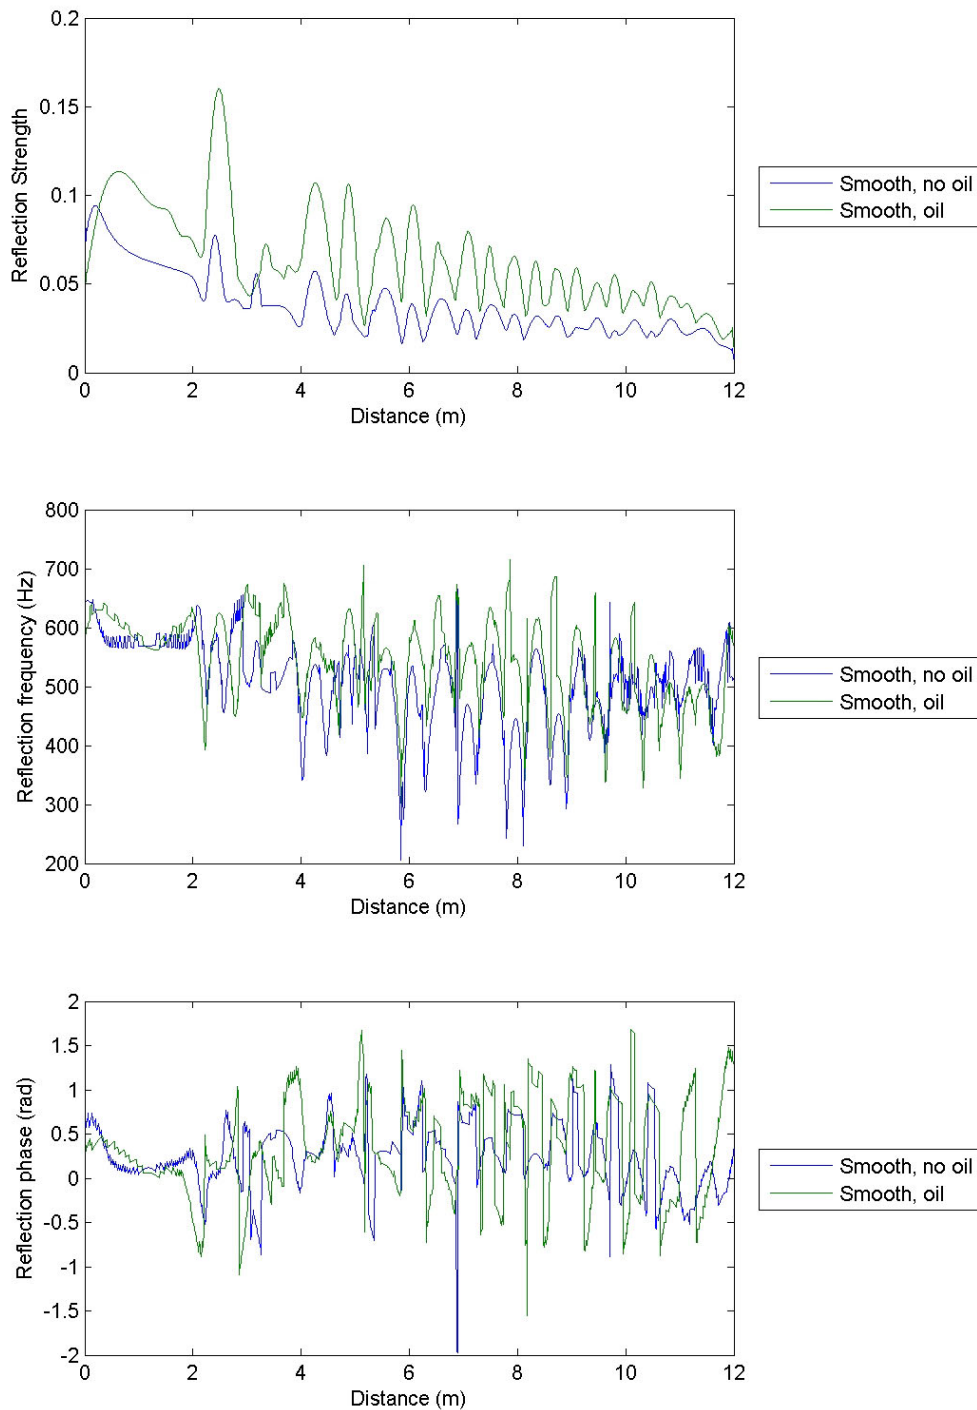 0.2
0.15
0.1
0.05
0
Reflection Strength
0 2 4 6 8 10 12
Distance (m)
Smooth, no oil
Smooth, oil
800
700
600
500
400
300
200
Reflection frequency (Hz)
0 2 4 6 8 10 12
Distance (m)
Smooth, no oil
Smooth, oil
2
1.5
1
0.5
0
-0.5
-1
-1.5
-2
Reflection phase (rad)
0 2 4 6 8 10 12
Distance (m)
Smooth, no oil
Smooth, oil